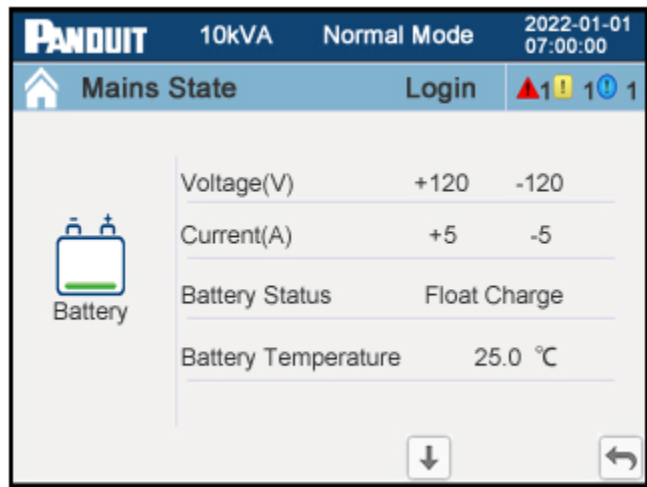 PANDUIT 10kVA Normal Mode 2022-01-01
07:00:00
Mains State Login 1 1 1
Voltage(V) +120 -120
Current(A) +5 -5
Battery Status Float Charge
Battery
Battery Temperature 25.0 ℃